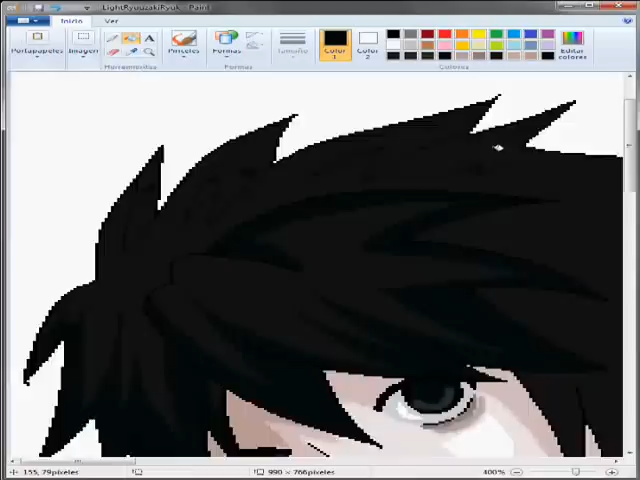 LightRyuuzakiRyuk - Paint
Inicio Ver
Portapapeles Imagen Herramientas Pinceles Formas Tamaño Color 1 Color 2 Editar colores
Formas Colores
155, 79píxeles 990 × 766píxeles 400%